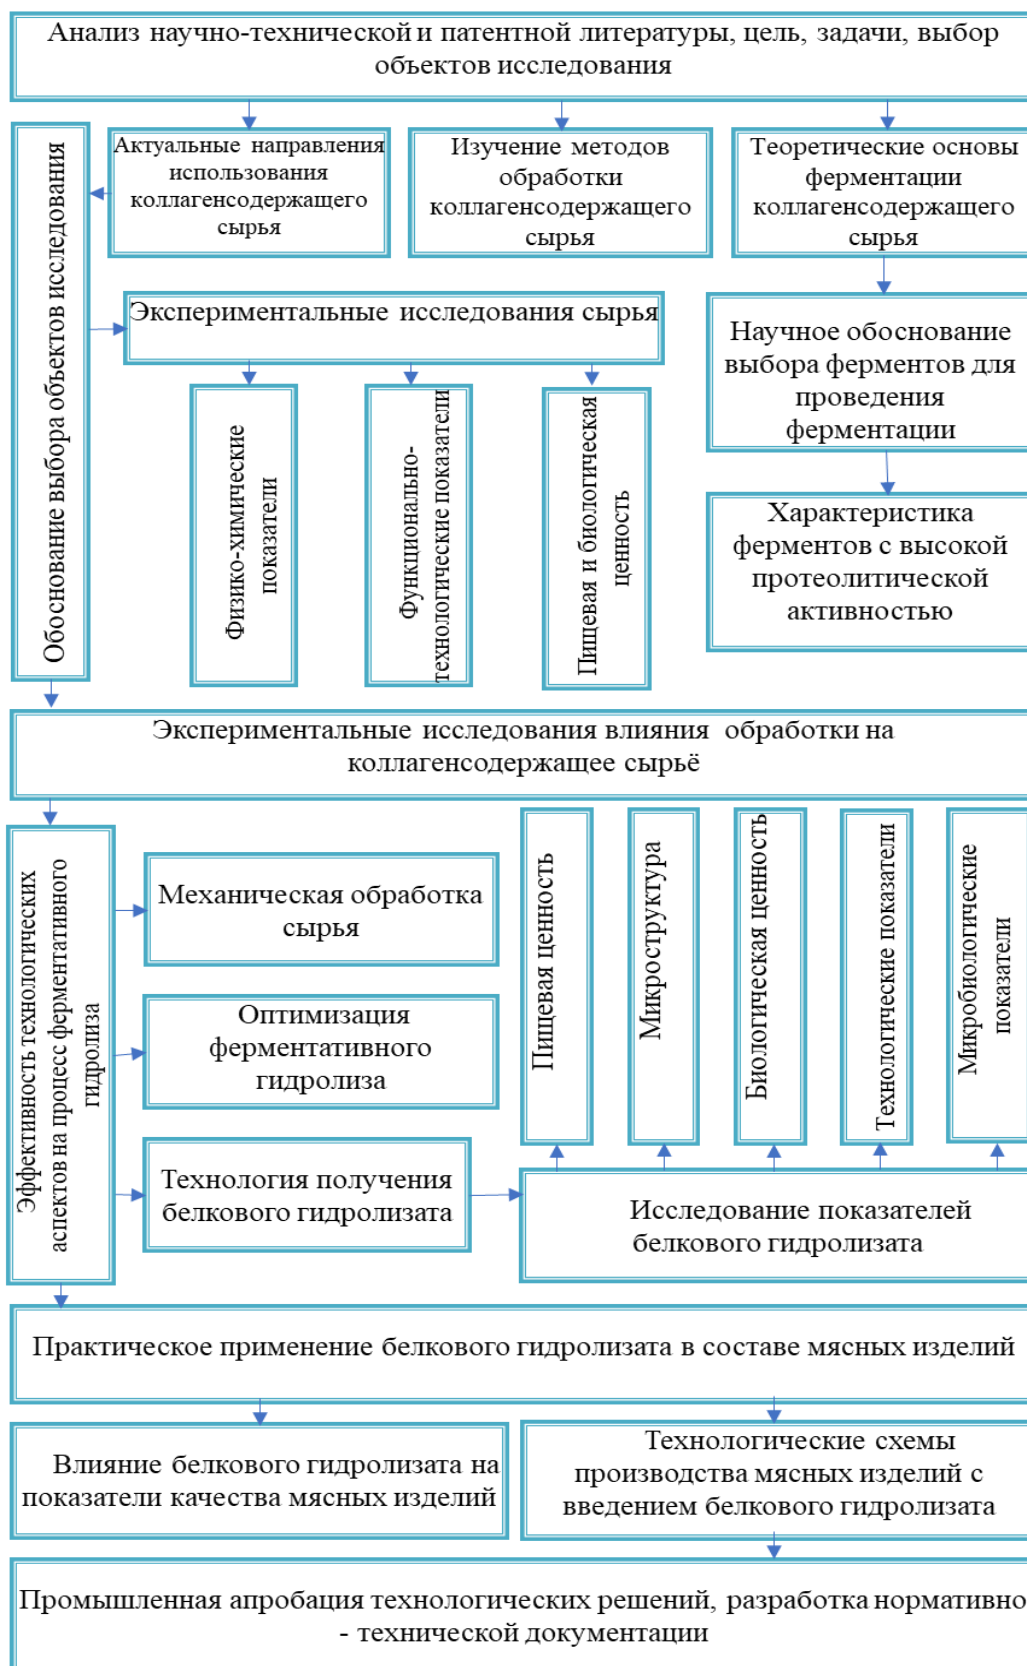 Анализ научно-технической и патентной литературы, цель, задачи, выбор
объектов исследования
Обоснование выбора объектов исследования
Актуальные направления
использования
коллагенсодержащего
сырья
Изучение методов
обработки
коллагенсодержащего
сырья
Теоретические основы
ферментации
коллагенсодержащего
сырья
Экспериментальные исследования сырья
Научное обоснование
выбора ферментов для
проведения
ферментации
Физико-химические
показатели
Функционально-
технологические показатели
Пищевая и биологическая
ценность
Характеристика
ферментов с высокой
протеолитической
активностью
Экспериментальные исследования влияния обработки на
коллагенсодержащее сырьё
Эффективность технологических
аспектов на процесс ферментативного
гидролиза
Механическая обработка
сырья
Оптимизация
ферментативного
гидролиза
Технология получения
белкового гидролизата
Пищевая ценность
Микроструктура
Биологическая ценность
Технологические показатели
Микробиологические
показатели
Исследование показателей
белкового гидролизата
Практическое применение белкового гидролизата в составе мясных изделий
Влияние белкового гидролизата на
показатели качества мясных изделий
Технологические схемы
производства мясных изделий с
введением белкового гидролизата
Промышленная апробация технологических решений, разработка нормативно
- технической документации